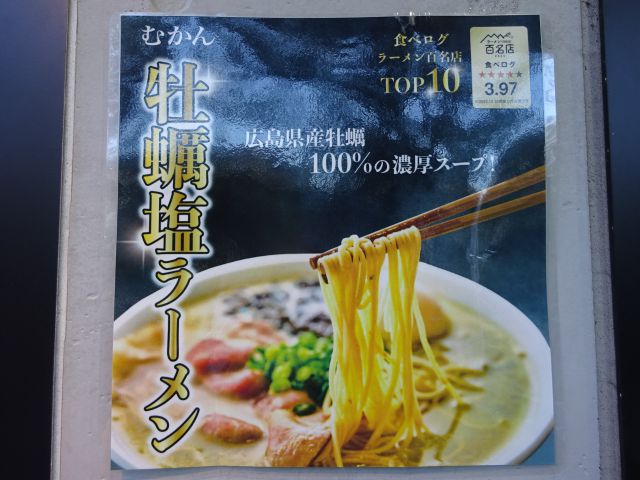 むかん
牡蠣塩ラーメン
食べログ
ラーメン百名店
TOP10
百名店
食べログ
3.97
広島県産牡蠣
100%の濃厚スープ!